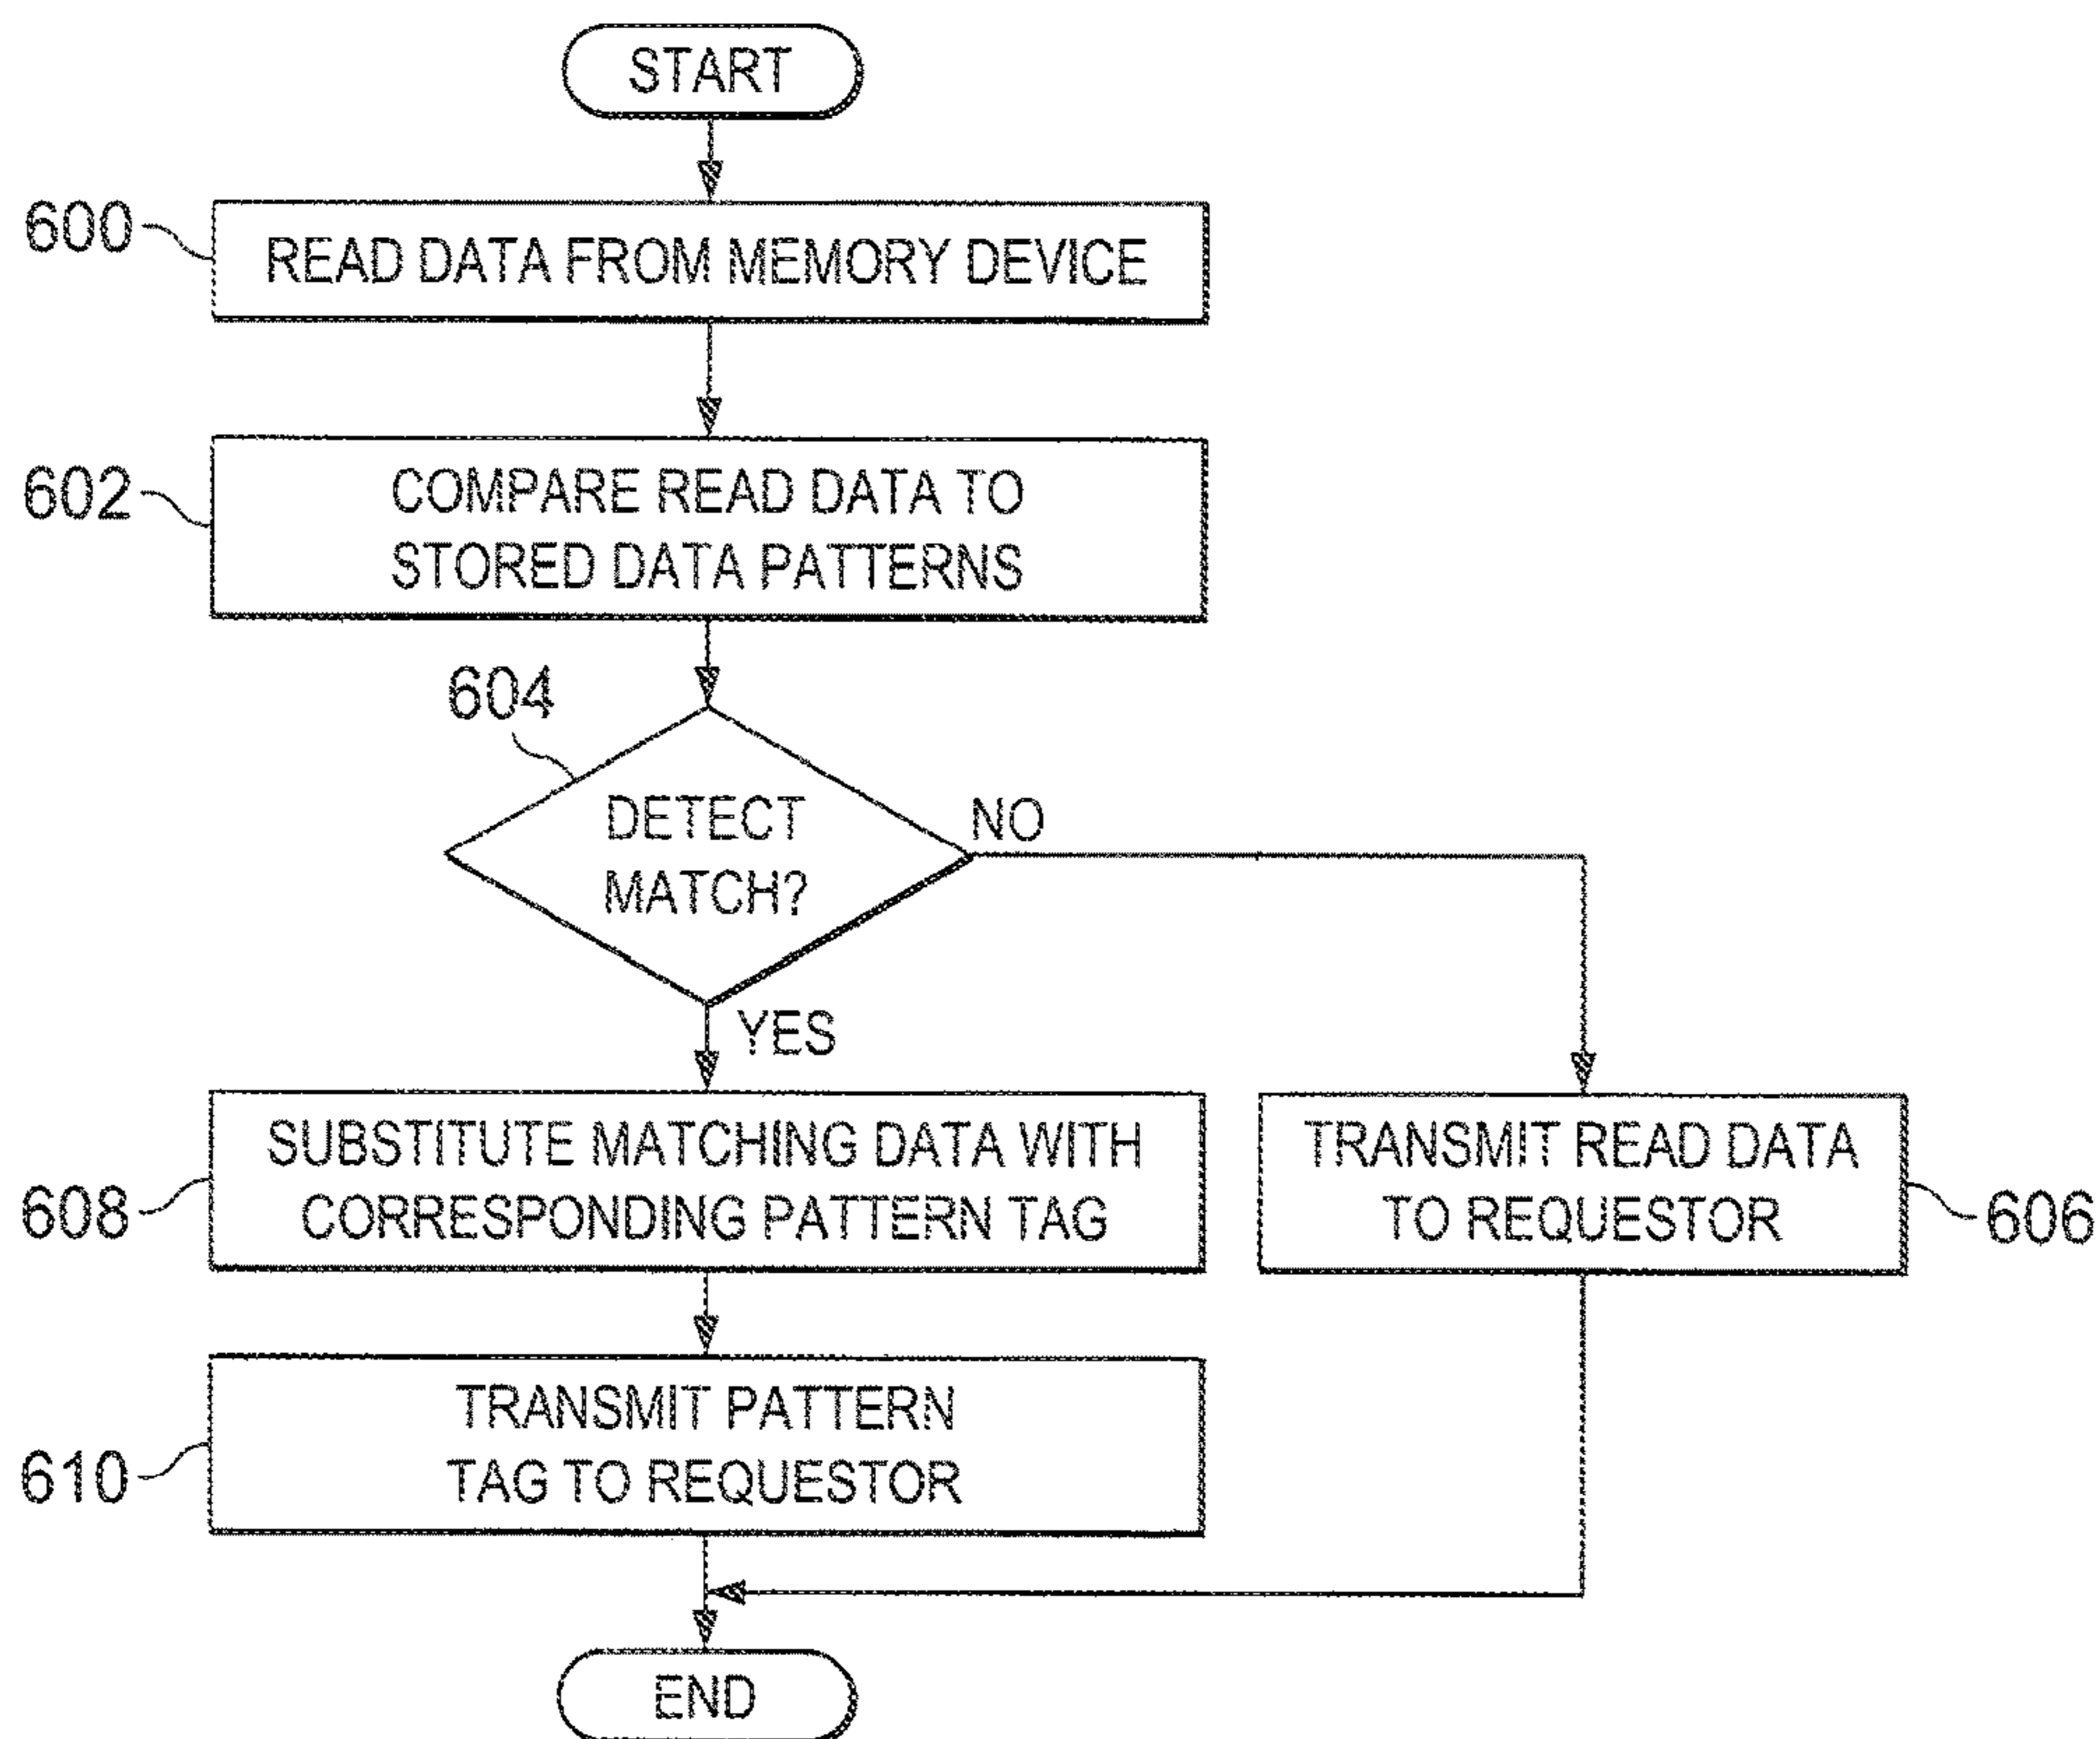 START
600
READ DATA FROM MEMORY DEVICE
602
COMPARE READ DATA TO
STORED DATA PATTERNS
604
DETECT
MATCH?
NO
YES
608
SUBSTITUTE MATCHING DATA WITH
CORRESPONDING PATTERN TAG
TRANSMIT READ DATA
TO REQUESTOR
606
610
TRANSMIT PATTERN
TAG TO REQUESTOR
END